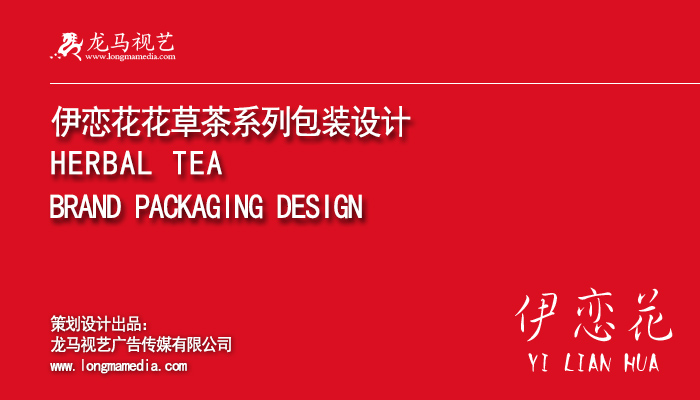 龙马视艺
www.longmamedia.com
伊恋花花草茶系列包装设计
HERBAL TEA
BRAND PACKAGING DESIGN
策划设计出品：
龙马视艺广告传媒有限公司
www.longmamedia.com
伊恋花
YI LIAN HUA